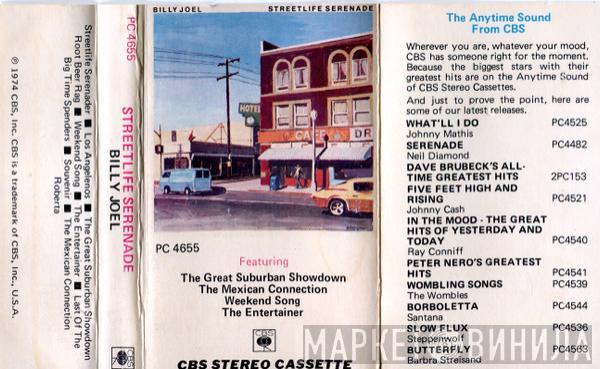 ℗ 1974 CBS, Inc. CBS is a trademark of CBS, Inc., U.S.A.
Streetlife Serenader ■ Los Angelenos ■ The Great Suburban Showdown
Root Beer Rag ■ Weekend Song ■ The Entertainer ■ Last Of The
Big Time Spenders ■ Souvenir ■ The Mexican Connection
Roberta
PC 4655
STREETLIFE SERENADE
BILLY JOEL
BILLY JOEL STREETLIFE SERENADE
HOTEL
CAFE DR
PC 4655
Featuring
The Great Suburban Showdown
The Mexican Connection
Weekend Song
The Entertainer
CBS
CBS STEREO CASSETTE
The Anytime Sound
From CBS
Wherever you are, whatever your mood,
CBS has someone right for the moment.
Because the biggest stars with their
greatest hits are on the Anytime Sound
of CBS Stereo Cassettes.
And just to prove the point, here are
some of our latest releases.
WHAT'LL I DO PC4525
Johnny Mathis
SERENADE PC4482
Neil Diamond
DAVE BRUBECK'S ALL-
TIME GREATEST HITS 2PC153
FIVE FEET HIGH AND
RISING PC4521
Johnny Cash
IN THE MOOD - THE GREAT
HITS OF YESTERDAY AND
TODAY PC4540
Ray Conniff
PETER NERO'S GREATEST
HITS PC4541
WOMBLING SONGS PC4539
The Wombles
BORBOLETTA PC4544
Santana
SLOW FLUX PC4536
Steppenwolf
BUTTERFLY PC4563
Barbra Streisand
МАРКЕТ ВИНИЛА